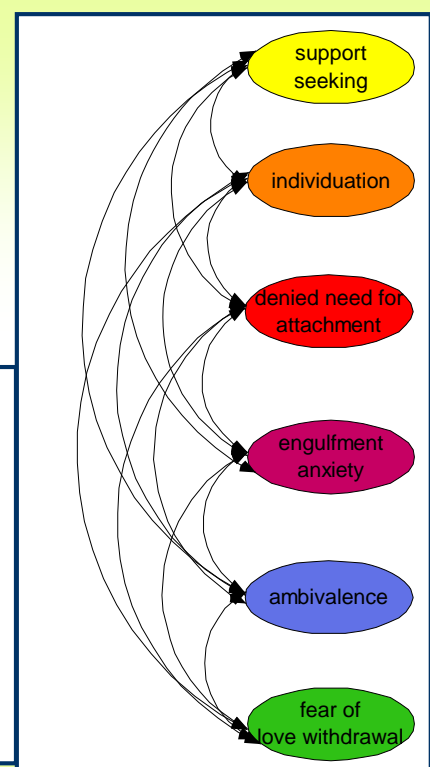 support
seeking
individuation
denied need for
attachment
engulfment
anxiety
ambivalence
fear of
love withdrawal